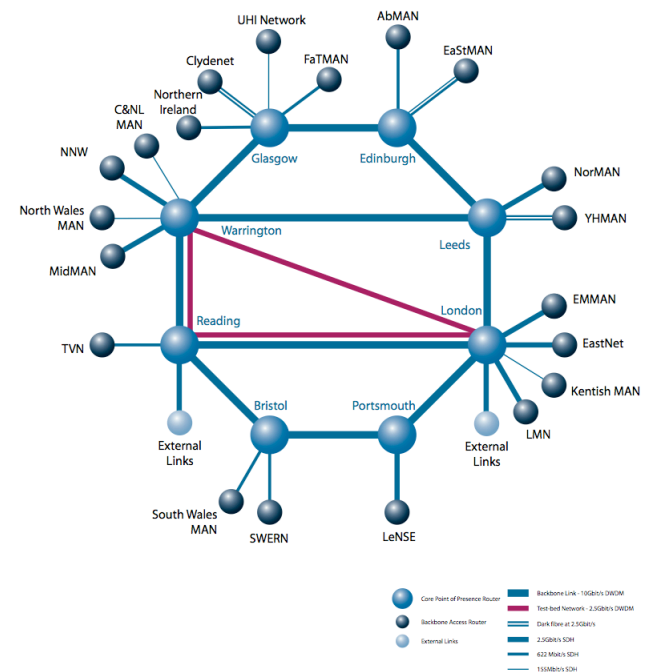 AbMAN
UHI Network
EaStMAN
Clydenet
FaTMAN
Northern
Ireland
C&NL
MAN
NNW
Glasgow
Edinburgh
NorMAN
North Wales
MAN
YHMAN
Warrington
Leeds
MidMAN
EMMAN
London
Reading
TVN
EastNet
Kentish MAN
Bristol
Portsmouth
LMN
External
Links
External
Links
South Wales
MAN
SWERN
LeNSE
Core Point of Presence Router
Backbone Link - 10Gbit/s DWDM
Test-bed Network - 2.5Gbit/s DWDM
Backbone Access Router
Dark fibre at 2.5Gbit/s
External Links
2.5Gbit/s SDH
622 Mbit/s SDH
155Mbit/s SDH